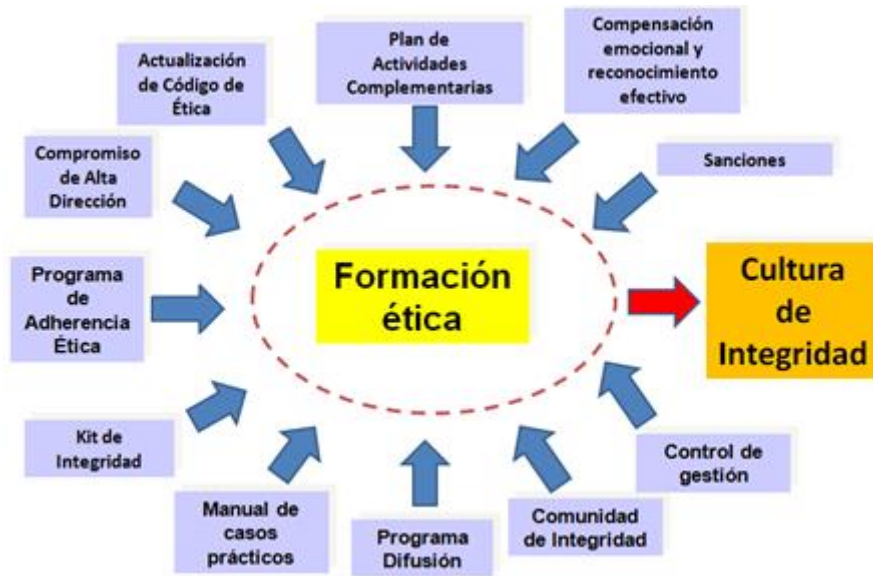 Actualización
de Código de
Ética
Plan de
Actividades
Complementarias
Compensación
emocional y
reconocimiento
efectivo
Compromiso
de Alta
Dirección
Sanciones
Programa
de
Adherencia
Ética
Formación
ética
Cultura
de
Integridad
Kit de
Integridad
Manual de
casos
prácticos
Programa
Difusión
Comunidad
de Integridad
Control de
gestión